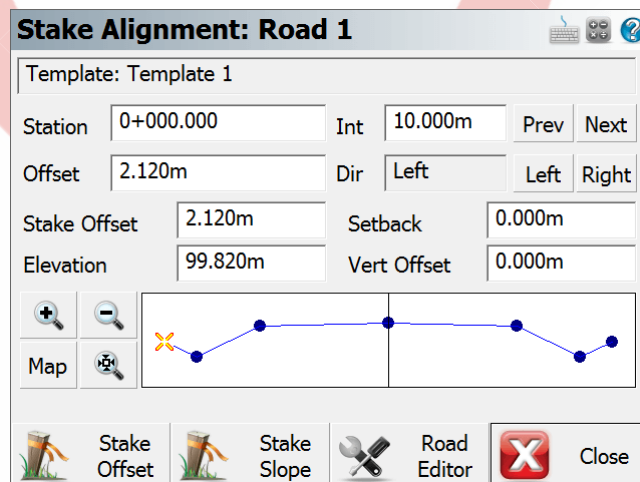 Stake Alignment: Road 1
Template: Template 1
Station 0+000.000 Int 10.000m Prev Next
Offset 2.120m Dir Left Left Right
Stake Offset 2.120m Setback 0.000m
Elevation 99.820m Vert Offset 0.000m
Map
Stake Offset Stake Slope Road Editor Close